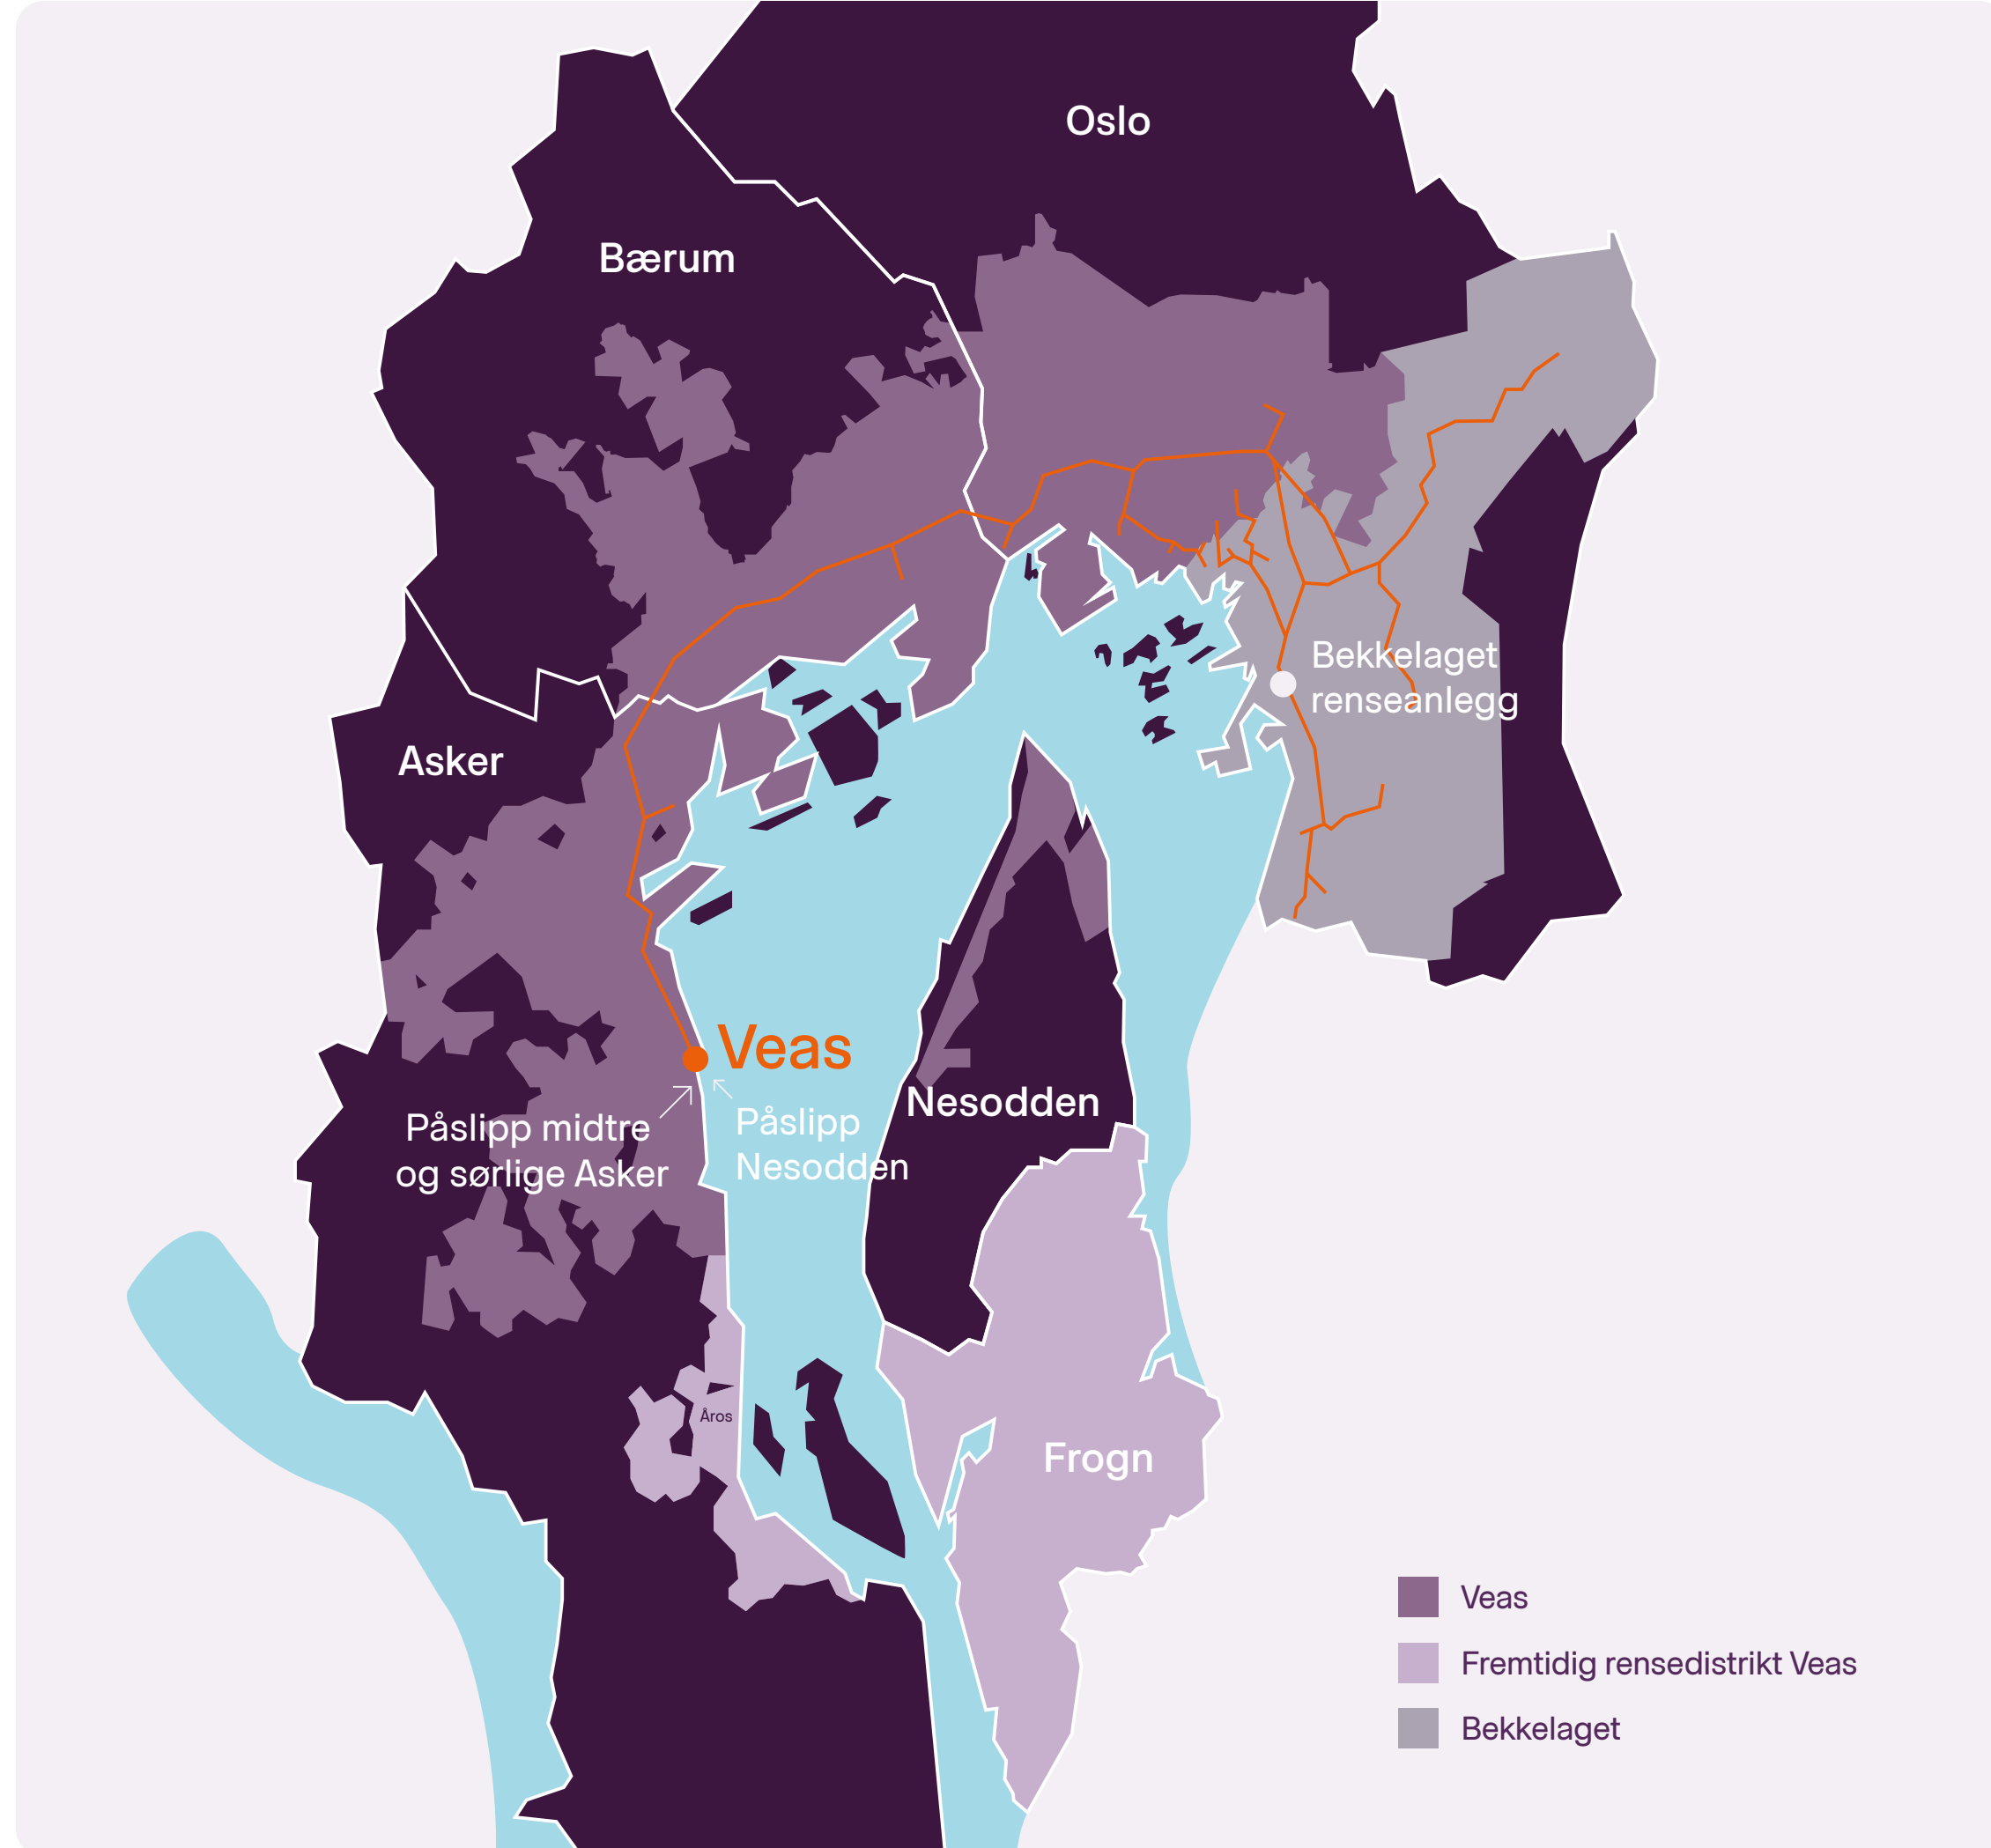 Oslo
Bærum
Bekkelaget
renseanlegg
Asker
Veas
Nesodden
Påslipp midtre
og sørlige Asker
Påslipp
Nesodden
Åros
Frogn
Veas
Fremtidig rensedistrikt Veas
Bekkelaget